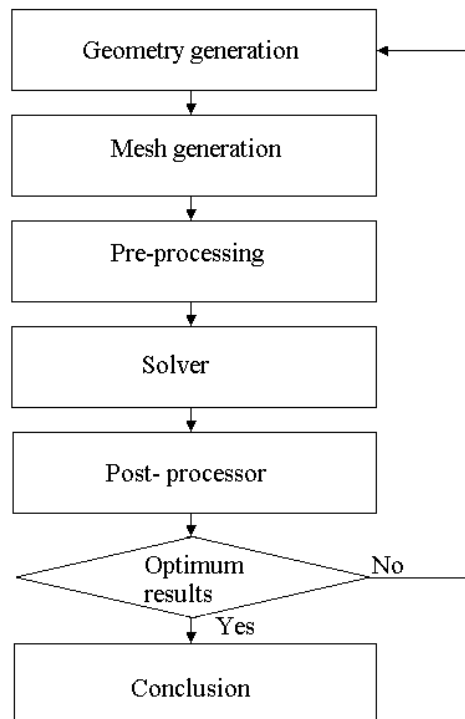 Geometry generation
Mesh generation
Pre-processing
Solver
Post- processor
Optimum
results
No
Yes
Conclusion